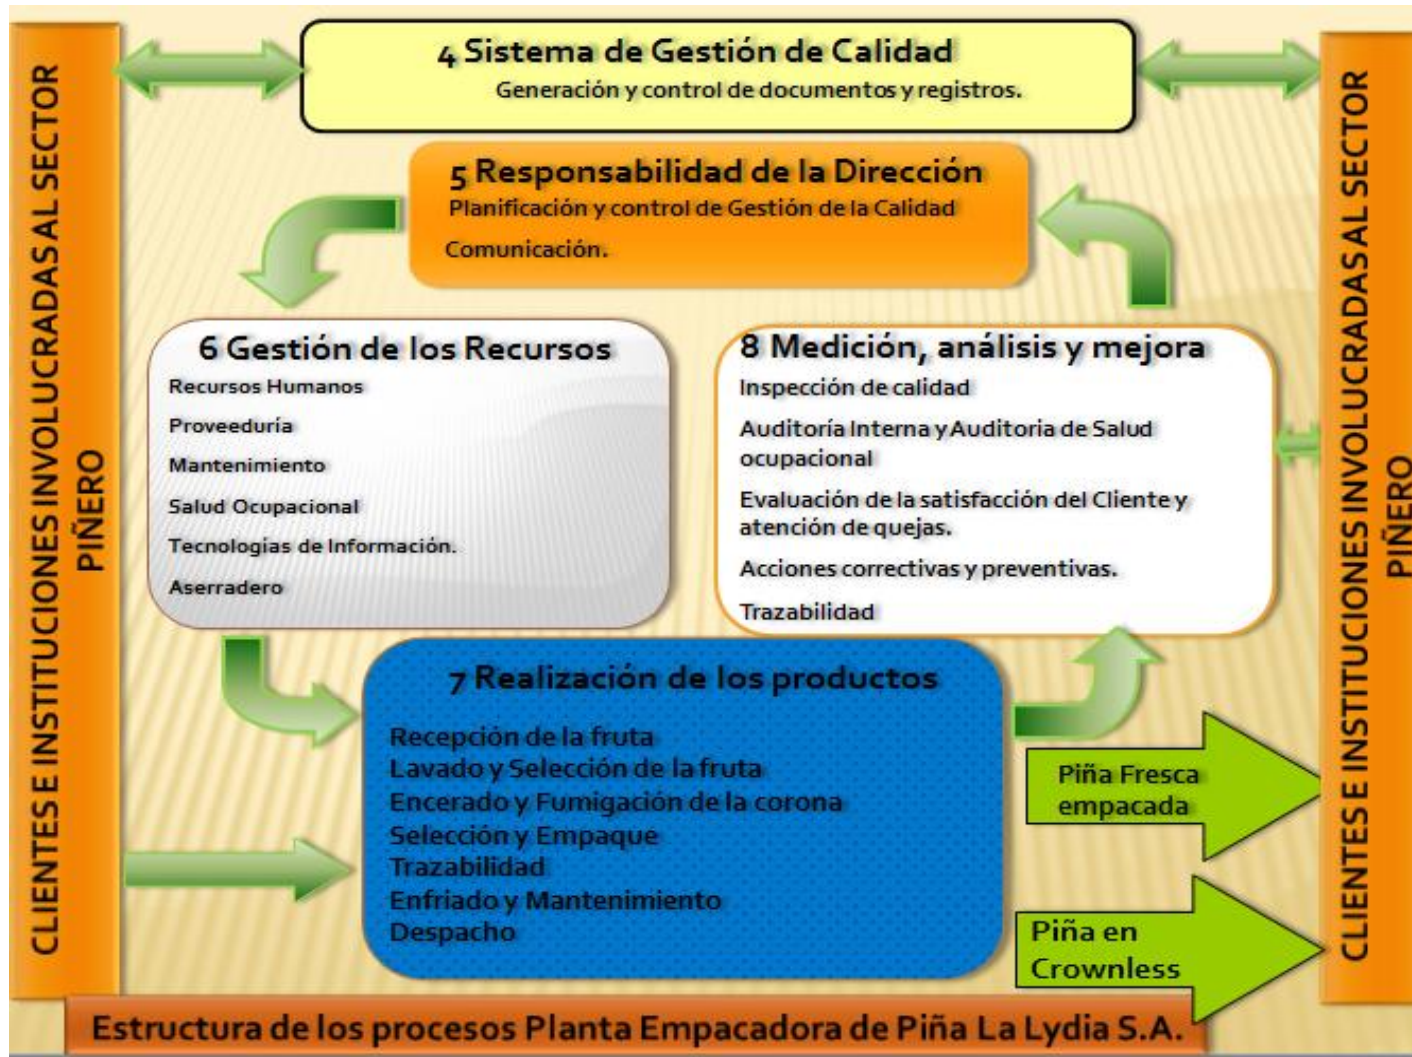 CLIENTES E INSTITUCIONES INVOLUCRADAS AL SECTOR
PIÑERO
4 Sistema de Gestión de Calidad
Generación y control de documentos y registros.
5 Responsabilidad de la Dirección
Planificación y control de Gestión de la Calidad
Comunicación.
6 Gestión de los Recursos
Recursos Humanos
Proveeduría
Mantenimiento
Salud Ocupacional
Tecnologías de Información.
Aserradero
8 Medición, análisis y mejora
Inspección de calidad
Auditoría Interna y Auditoria de Salud
ocupacional
Evaluación de la satisfacción del Cliente y
atención de quejas.
Acciones correctivas y preventivas.
Trazabilidad
7 Realización de los productos
Recepción de la fruta
Lavado y Selección de la fruta
Encerado y Fumigación de la corona
Selección y Empaque
Trazabilidad
Enfriado y Mantenimiento
Despacho
Piña Fresca
empacada
Piña en
Crownless
CLIENTES E INSTITUCIONES INVOLUCRADAS AL SECTOR
PIÑERO
Estructura de los procesos Planta Empacadora de Piña La Lydia S.A.